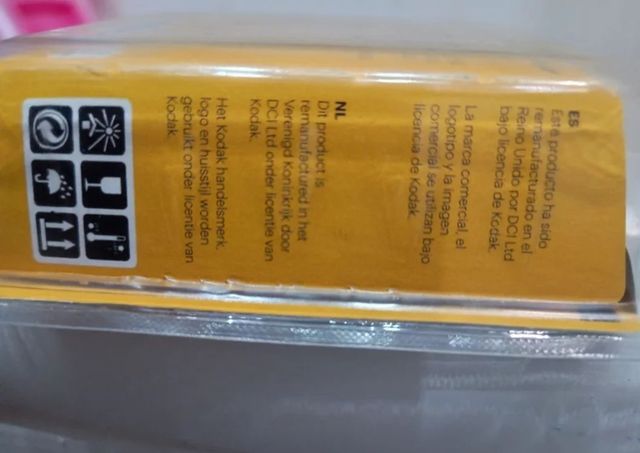 ES
Este producto ha sido
remanufacturado en el
Reino Unido por DCI Ltd
bajo licencia de Kodak.
La marca comercial, el
logotipo y la imagen
comercial se utilizan bajo
licencia de Kodak.
NL
Dit product is
remanufactured in het
Verenigd Koninkrijk door
DCI Ltd onder licentie van
Kodak.
Het Kodak handelsmerk,
logo en huisstijl worden
gebruikt onder licentie van
Kodak.